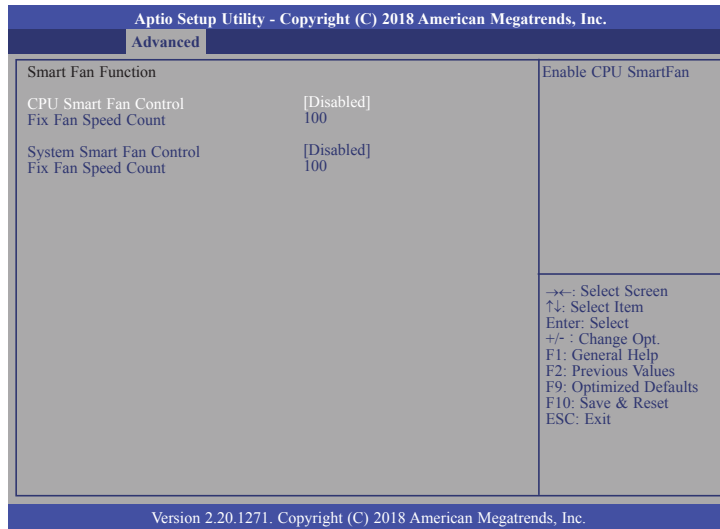 Aptio Setup Utility - Copyright (C) 2018 American Megatrends, Inc.
Advanced
Smart Fan Function
CPU Smart Fan Control [Disabled]
Fix Fan Speed Count 100
System Smart Fan Control [Disabled]
Fix Fan Speed Count 100
Enable CPU SmartFan
→←: Select Screen
↑↓: Select Item
Enter: Select
+/- : Change Opt.
F1: General Help
F2: Previous Values
F9: Optimized Defaults
F10: Save & Reset
ESC: Exit
Version 2.20.1271. Copyright (C) 2018 American Megatrends, Inc.